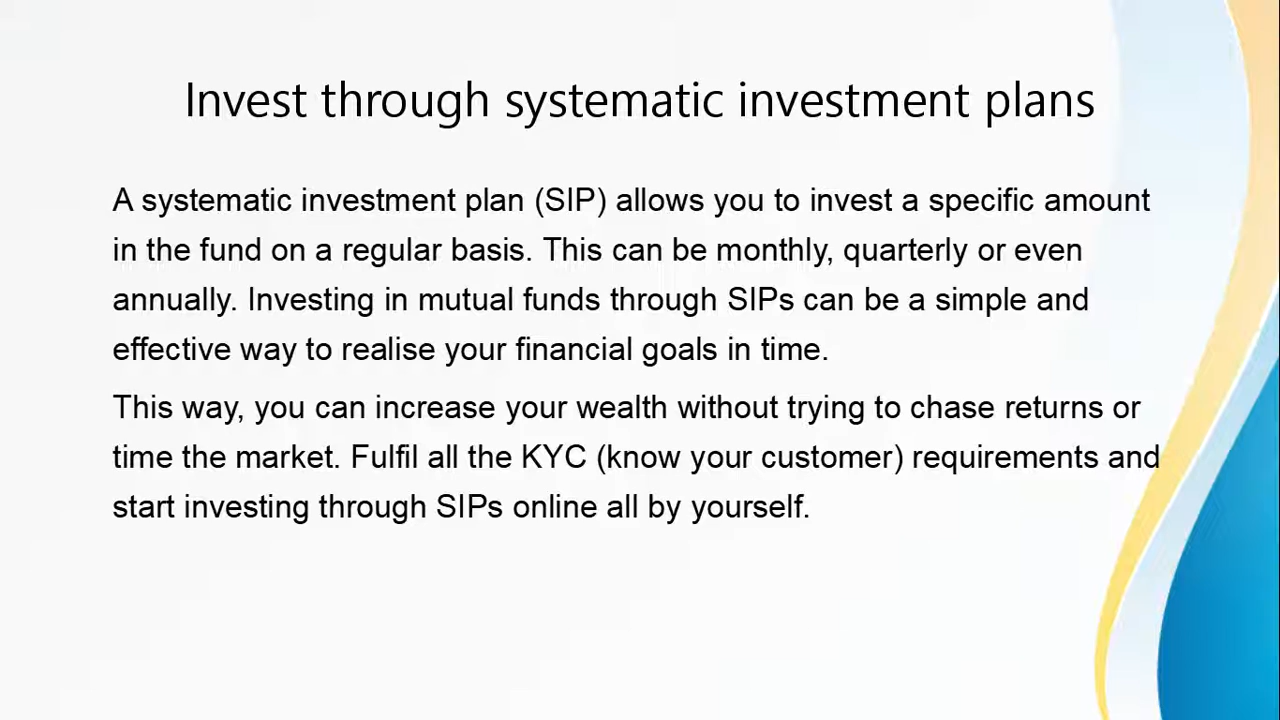 Invest through systematic investment plans
A systematic investment plan (SIP) allows you to invest a specific amount
in the fund on a regular basis. This can be monthly, quarterly or even
annually. Investing in mutual funds through SIPs can be a simple and
effective way to realise your financial goals in time.
This way, you can increase your wealth without trying to chase returns or
time the market. Fulfil all the KYC (know your customer) requirements and
start investing through SIPs online all by yourself.